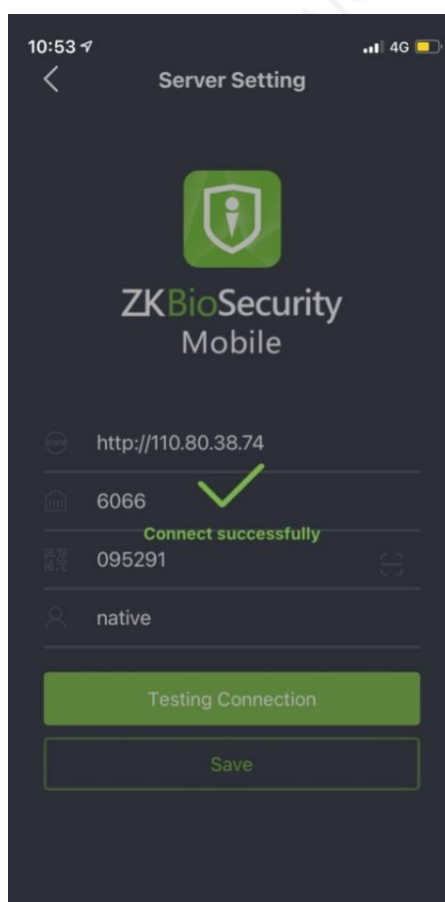 10:53
4G
Server Setting
ZKBioSecurity
Mobile
www
http://110.80.38.74
6066
Connect successfully
095291
native
Testing Connection
Save